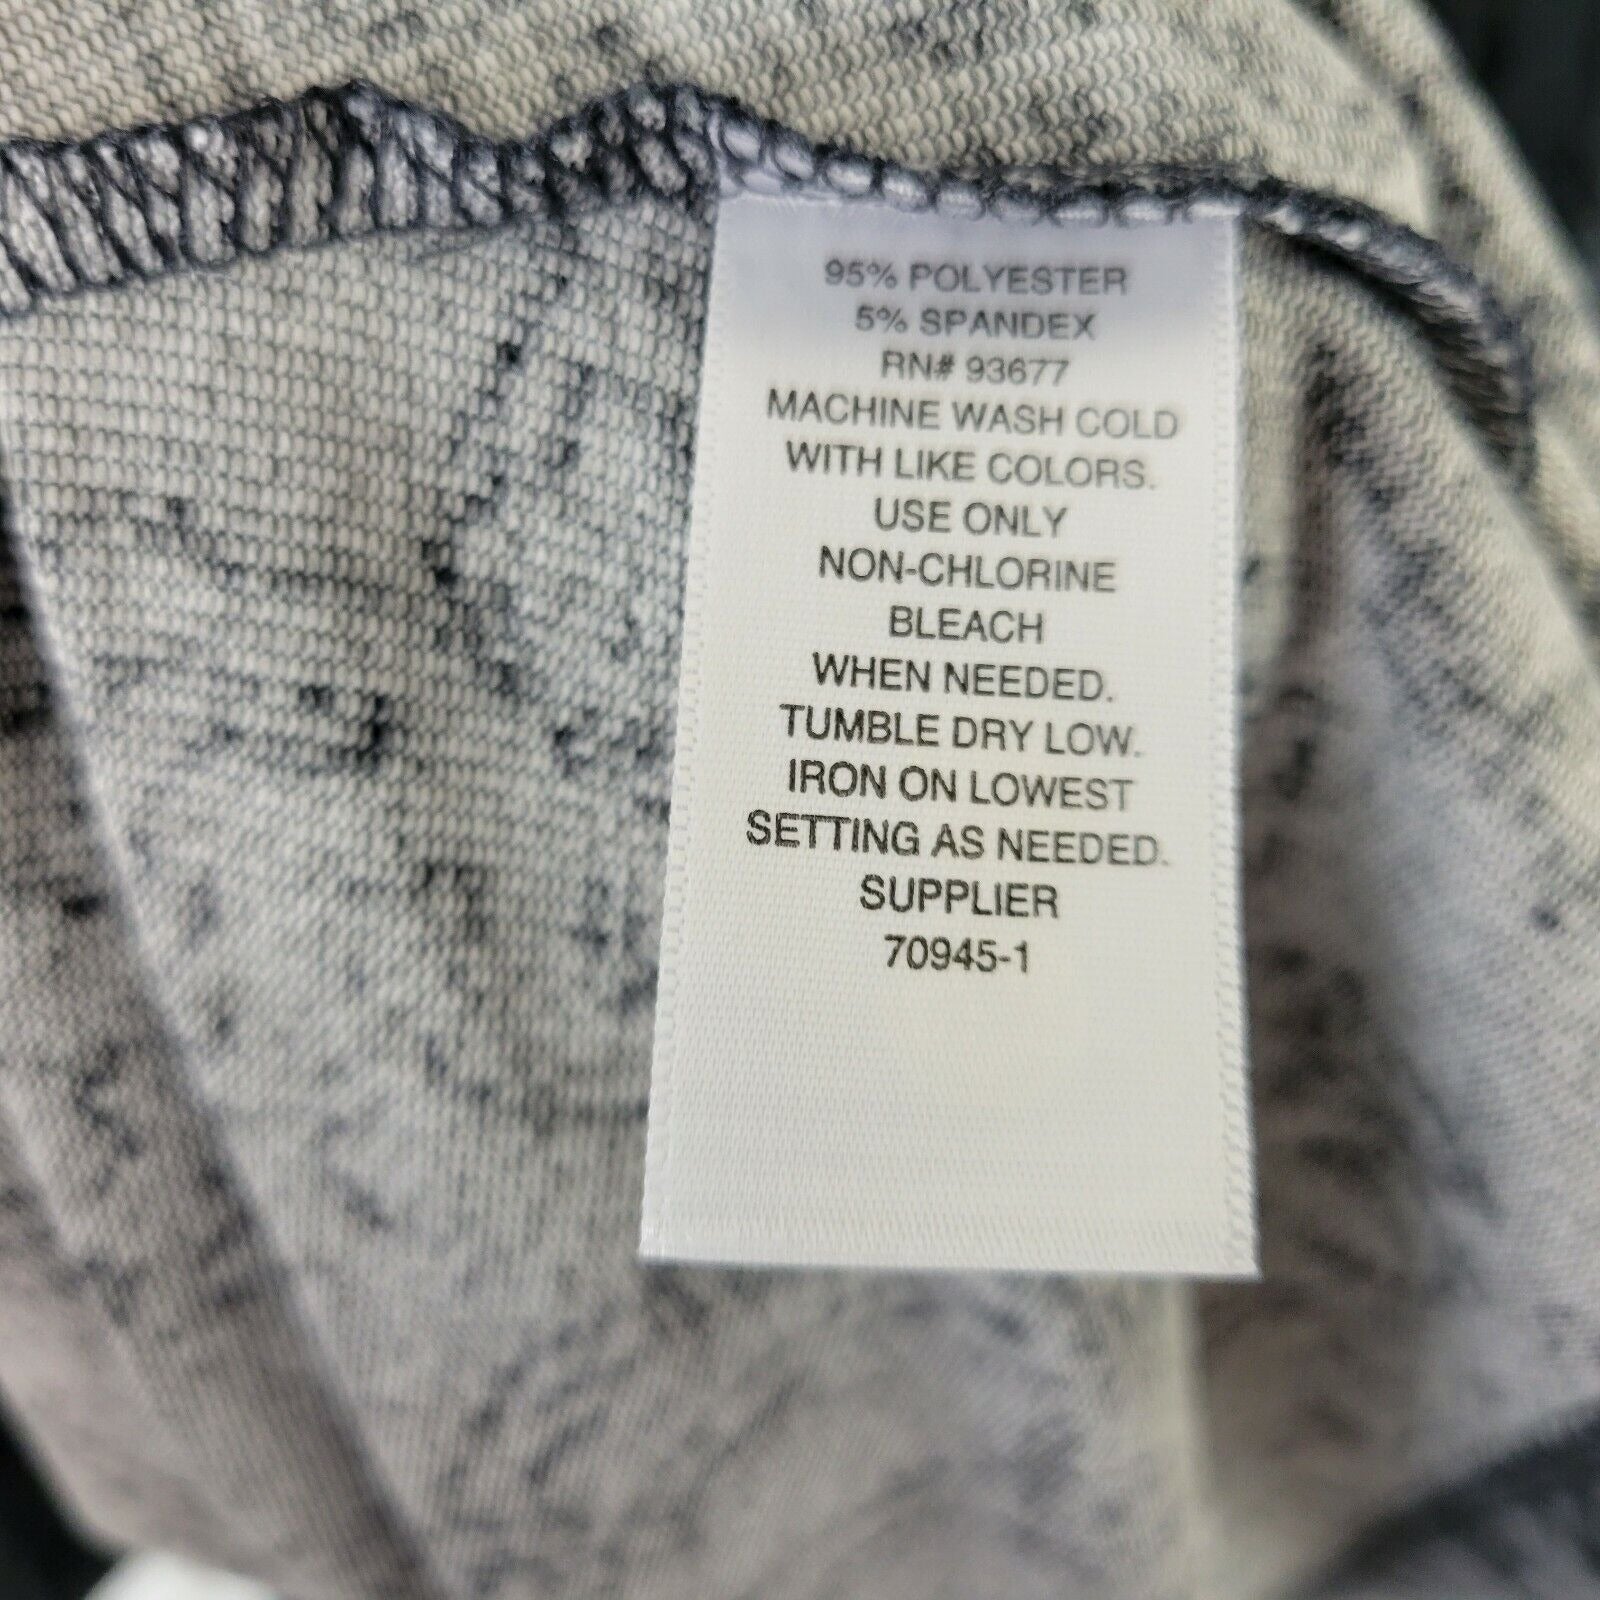 95% POLYESTER
5% SPANDEX
RN# 93677
MACHINE WASH COLD
WITH LIKE COLORS.
USE ONLY
NON-CHLORINE
BLEACH
WHEN NEEDED.
TUMBLE DRY LOW.
IRON ON LOWEST
SETTING AS NEEDED.
SUPPLIER
70945-1